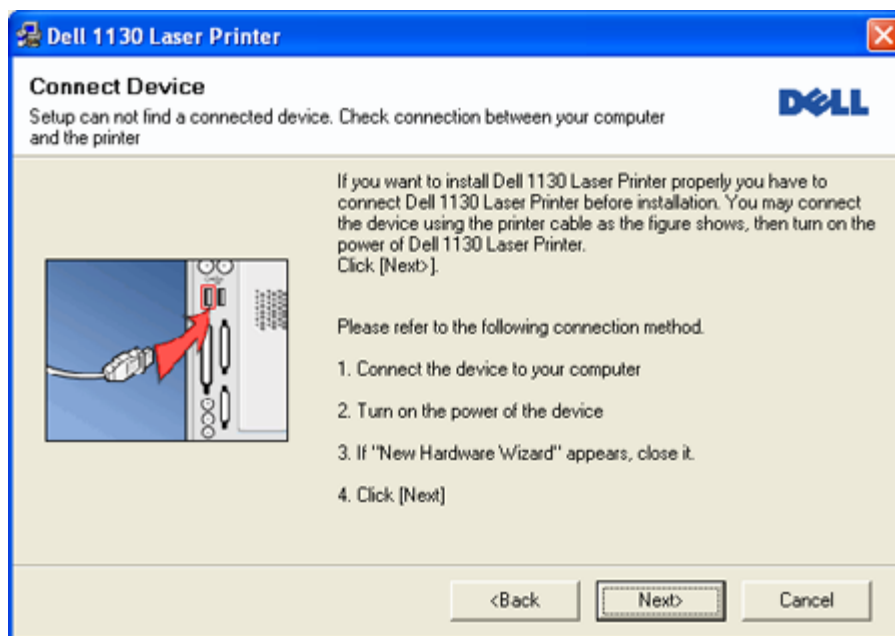 Dell 1130 Laser Printer
Connect Device
Setup can not find a connected device. Check connection between your computer
and the printer
DELL
If you want to install Dell 1130 Laser Printer properly you have to
connect Dell 1130 Laser Printer before installation. You may connect
the device using the printer cable as the figure shows, then turn on the
power of Dell 1130 Laser Printer.
Click [Next>].
Please refer to the following connection method.
1. Connect the device to your computer
2. Turn on the power of the device
3. If "New Hardware Wizard" appears, close it.
4. Click [Next]
<Back
Next>
Cancel